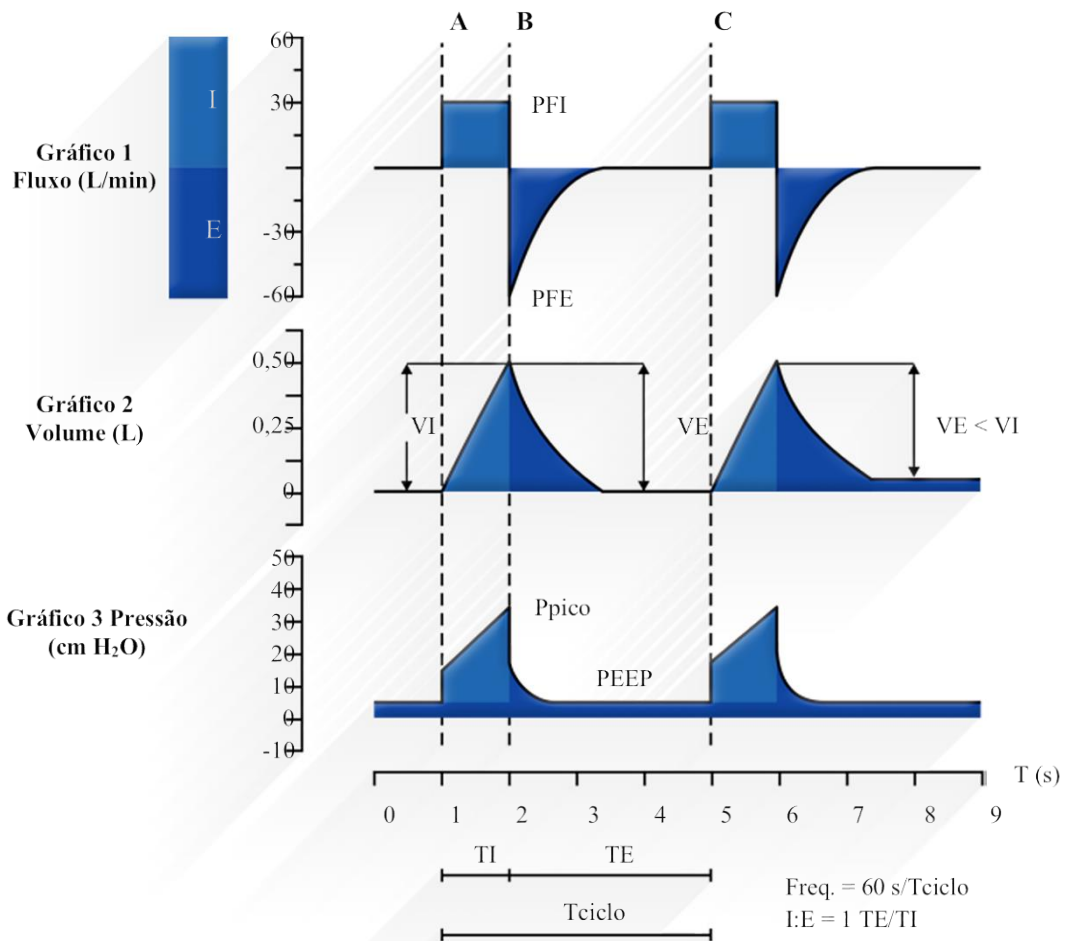 A B C
60
30
-30
-60
I
E
Gráfico 1
Fluxo (L/min)
PFI
PFE
0,50
0,25
0
Gráfico 2
Volume (L)
VI
VE
VE < VI
50
40
30
20
10
0
-10
Gráfico 3 Pressão
(cm H₂O)
Ppico
PEEP
T (s)
0 1 2 3 4 5 6 7 8 9
TI TE
Tciclo
Freq. = 60 s/Tciclo
I:E = 1 TE/TI